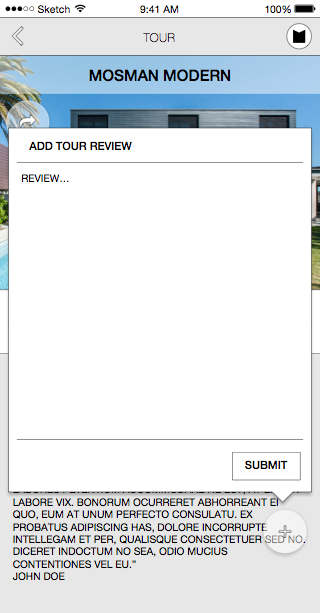 Sketch 9:41 AM 100%
TOUR
MOSMAN MODERN
ADD TOUR REVIEW
REVIEW...
SUBMIT
LABORE VIX. BONORUM OCURRERET ABHORREANT EI
QUO, EUM AT UNUM PERFECTO CONSULATU. EX
PROBATUS ADIPISCING HAS, DOLORE INCORRUPTE
INTELLEGAM ET PER, QUALISQUE CONSECTETUER SED NO.
DICERET INDOCTUM NO SEA, ODIO MUCIUS
CONTENTIONES VEL EU.”
JOHN DOE